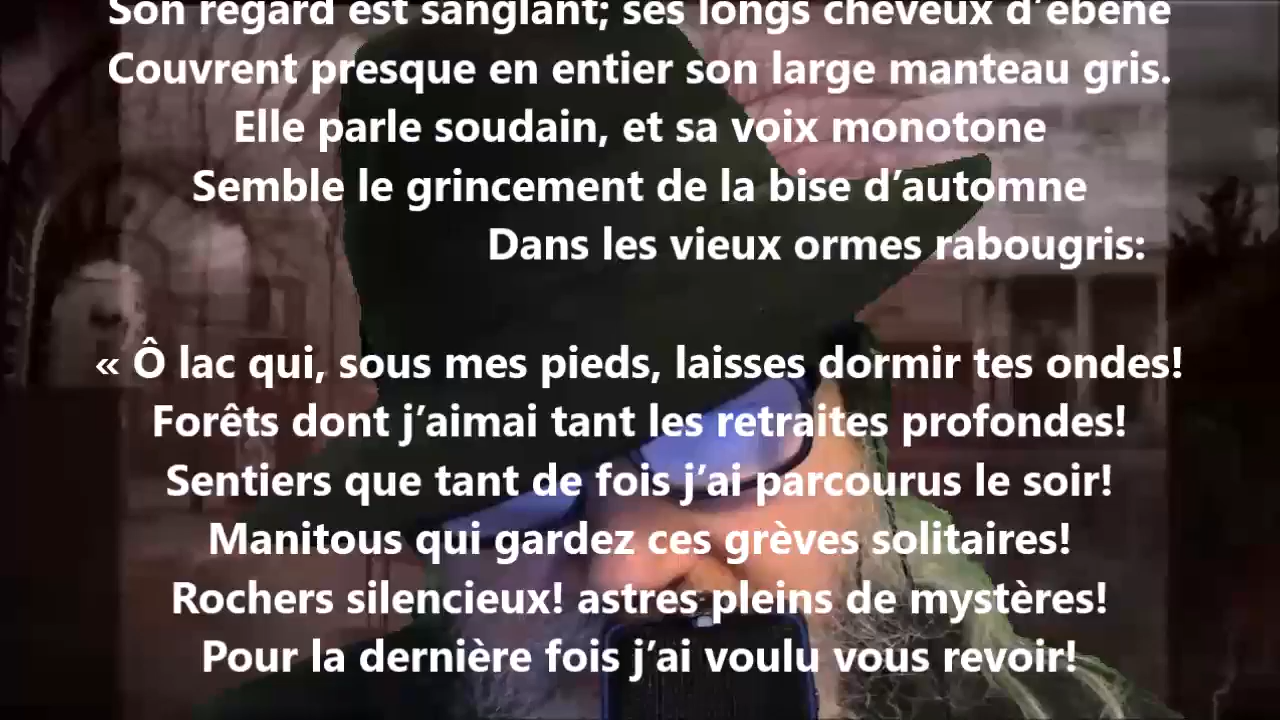 Son regard est sanglant; ses longs cheveux d’ébène
Couvrent presque en entier son large manteau gris.
Elle parle soudain, et sa voix monotone
Semble le grincement de la bise d’automne
Dans les vieux ormes rabougris:
« Ô lac qui, sous mes pieds, laisses dormir tes ondes!
Forêts dont j’aimai tant les retraites profondes!
Sentiers que tant de fois j’ai parcourus le soir!
Manitous qui gardez ces grèves solitaires!
Rochers silencieux! astres pleins de mystères!
Pour la dernière fois j’ai voulu vous revoir!